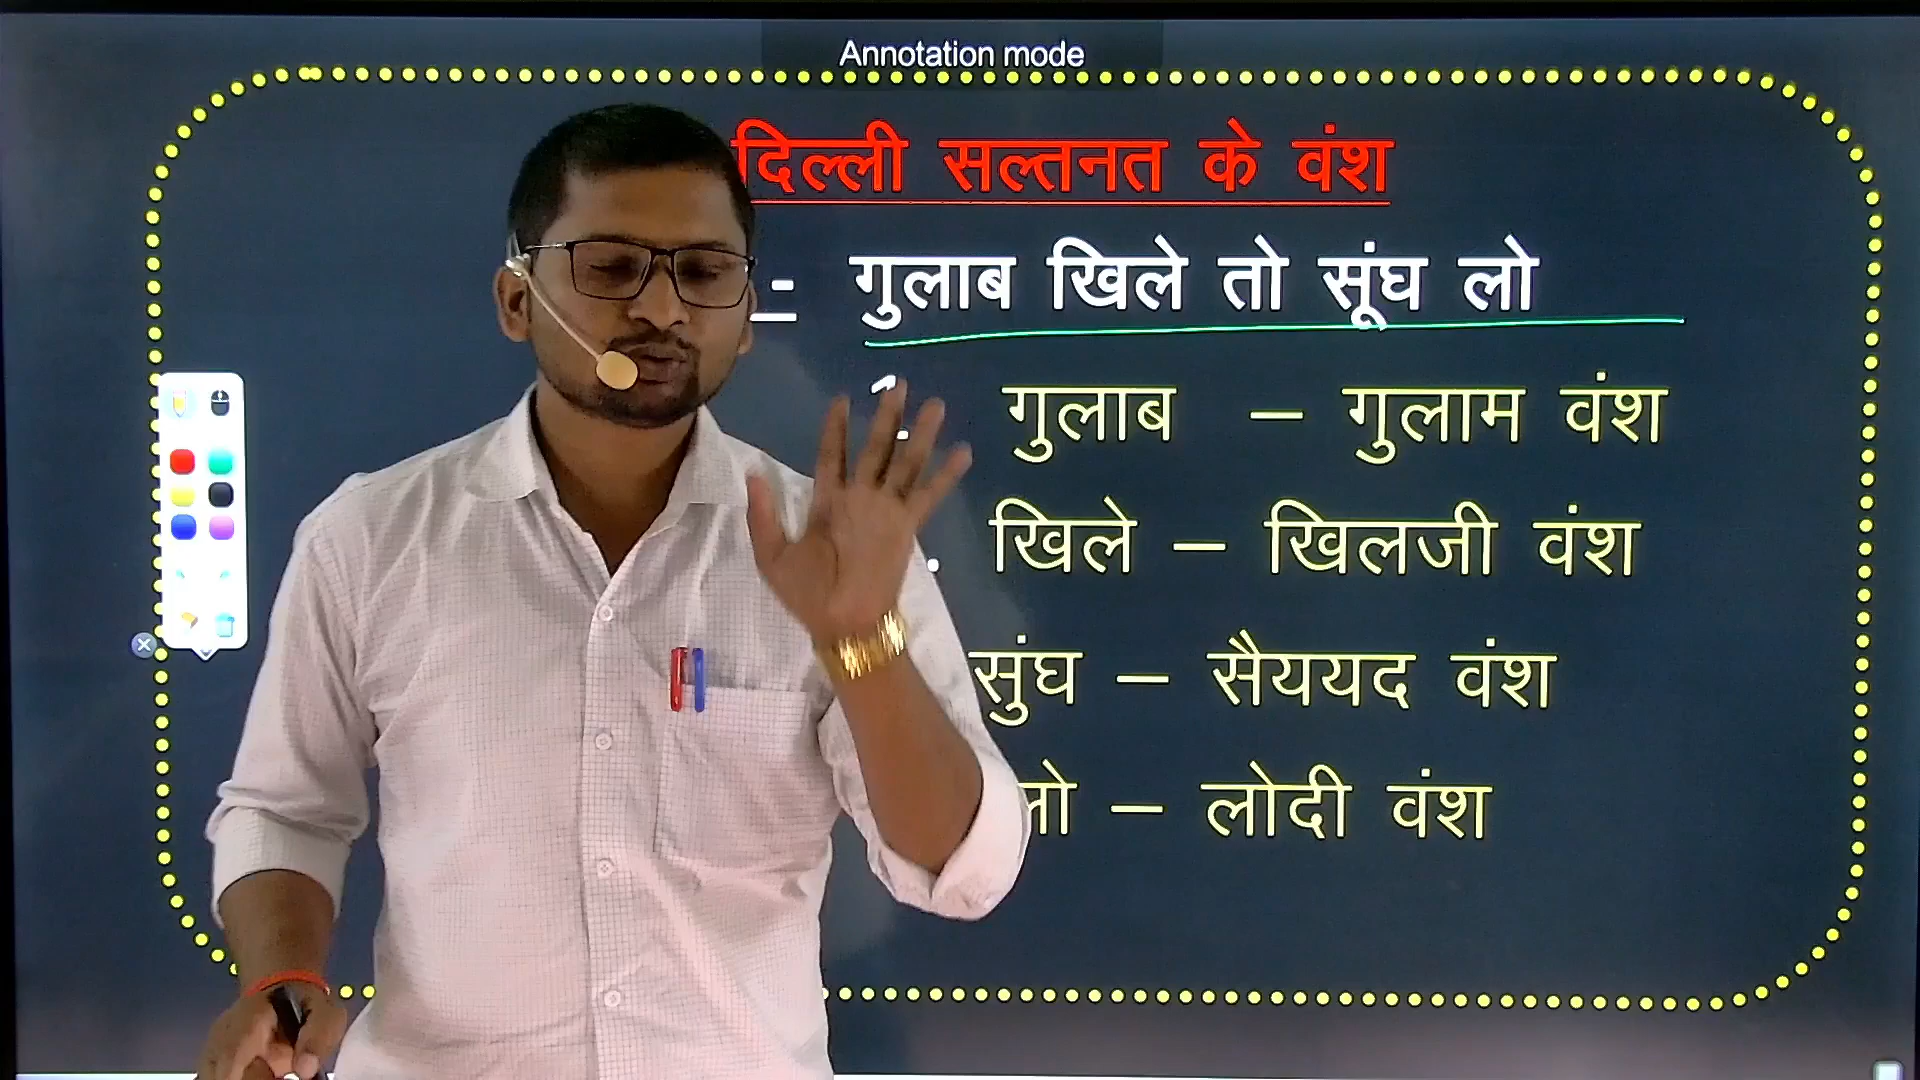 Annotation mode
दिल्ली सल्तनत के वंश
:- गुलाब खिले तो सूंघ लो
गुलाब – गुलाम वंश
खिले – खिलजी वंश
सुंघ – सैययद वंश
लो – लोदी वंश